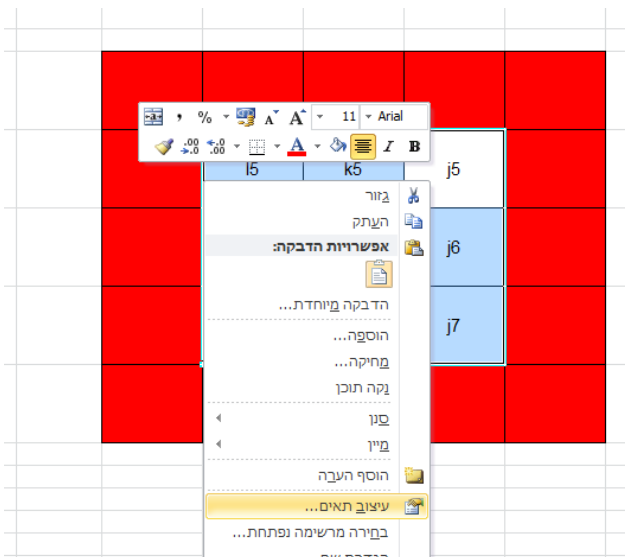 % 11 Arial
I B
l5 k5 j5
j6
j7
גזור
העתק
אפשרויות הדבקה:
הדבקה מיוחדת...
הוספה...
מחיקה...
נקה תוכן
סנן
מיין
הוסף הערה
עיצוב תאים...
בחירה מרשימה נפתחת...